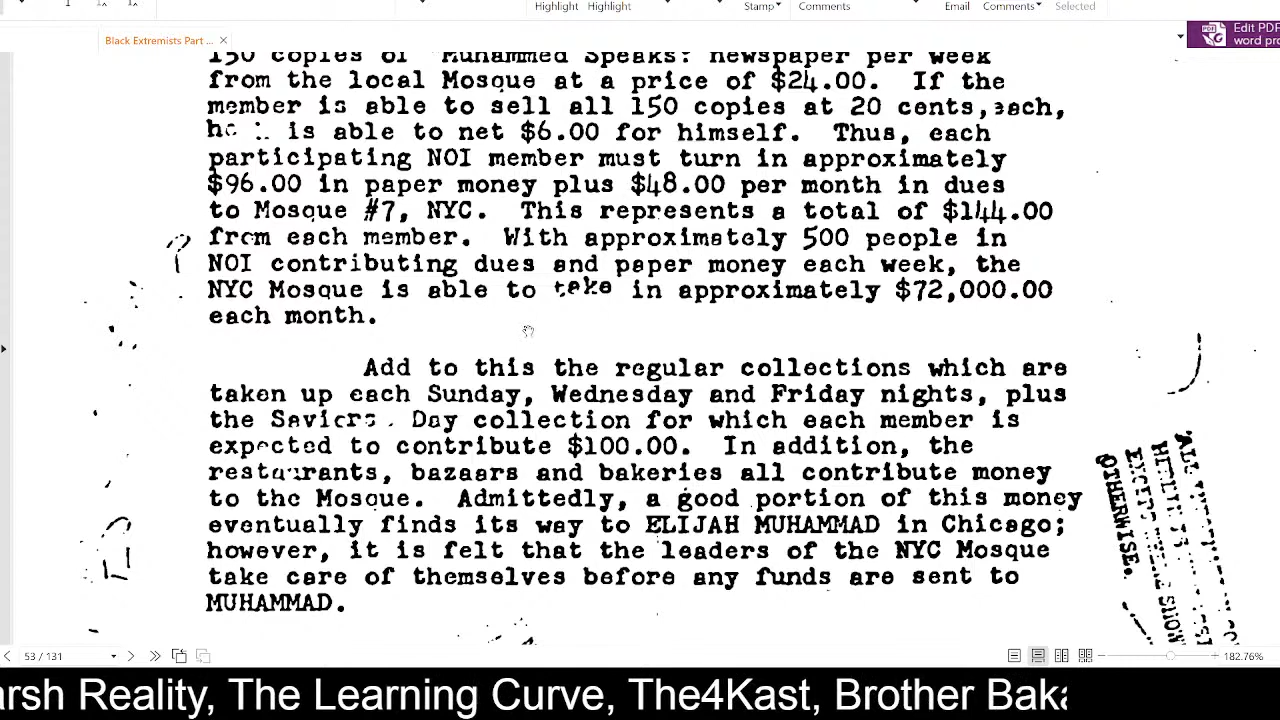 Highlight Highlight Stamp Comments Email Comments Selected
Black Extremists Part ... ×
Edit PDF
word pro
150 copies of "Muhammed Speaks: newspaper per week
from the local Mosque at a price of $24.00. If the
member is able to sell all 150 copies at 20 cents, each,
he is able to net $6.00 for himself. Thus, each
participating NOI member must turn in approximately
$96.00 in paper money plus $48.00 per month in dues
to Mosque #7, NYC. This represents a total of $144.00
from each member. With approximately 500 people in
NOI contributing dues and paper money each week, the
NYC Mosque is able to take in approximately $72,000.00
each month.
Add to this the regular collections which are
taken up each Sunday, Wednesday and Friday nights, plus
the Saviors Day collection for which each member is
expected to contribute $100.00. In addition, the
restaurants, bazaars and bakeries all contribute money
to the Mosque. Admittedly, a good portion of this money
eventually finds its way to ELIJAH MUHAMMAD in Chicago;
however, it is felt that the leaders of the NYC Mosque
take care of themselves before any funds are sent to
MUHAMMAD.
OTHERWISE.
53 / 131
182.76%
arsh Reality, The Learning Curve, The4Kast, Brother Baka